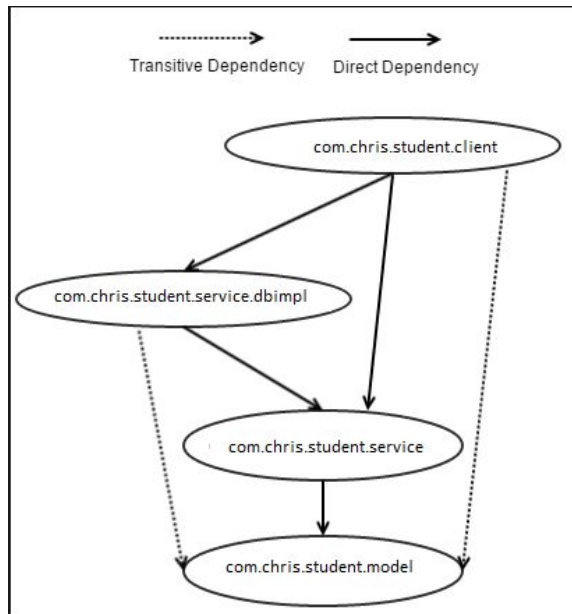 Transitive Dependency
Direct Dependency
com.chris.student.client
com.chris.student.service.dbimpl
com.chris.student.service
com.chris.student.model